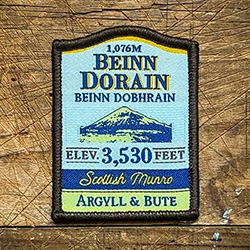 1,076M
BEINN
DORAIN
BEINN DOBHRAIN
ELEV. 3,530 FEET
Scottish Munro
ARGYLL & BUTE